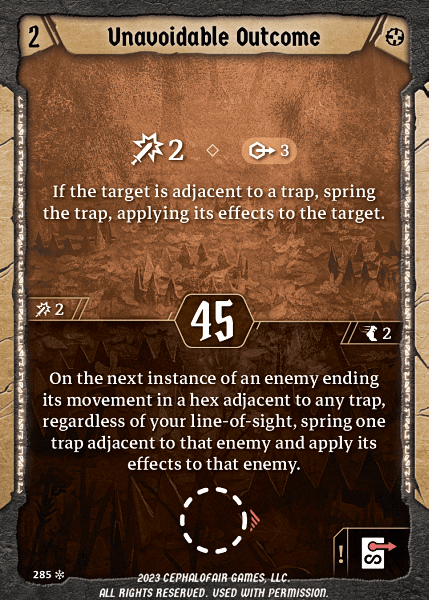 2
Unavoidable Outcome
2
3
If the target is adjacent to a trap, spring
the trap, applying its effects to the target.
2
45
2
On the next instance of an enemy ending
its movement in a hex adjacent to any trap,
regardless of your line-of-sight, spring one
trap adjacent to that enemy and apply its
effects to that enemy.
!
285
2023 CEPHALOFAIR GAMES, LLC.
ALL RIGHTS RESERVED. USED WITH PERMISSION.